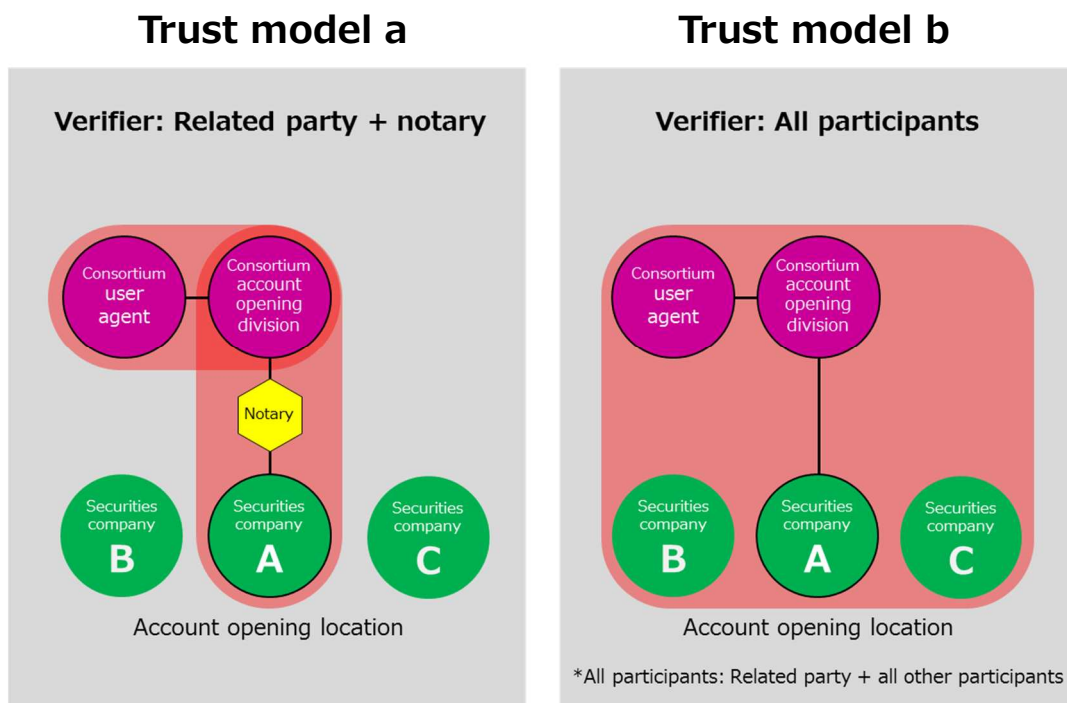 Trust model a
Verifier: Related party + notary
Consortium
user
agent
Consortium
account
opening
division
Notary
Securities
company
B
Securities
company
A
Securities
company
C
Account opening location
Trust model b
Verifier: All participants
Consortium
user
agent
Consortium
account
opening
division
Securities
company
B
Securities
company
A
Securities
company
C
Account opening location
*All participants: Related party + all other participants